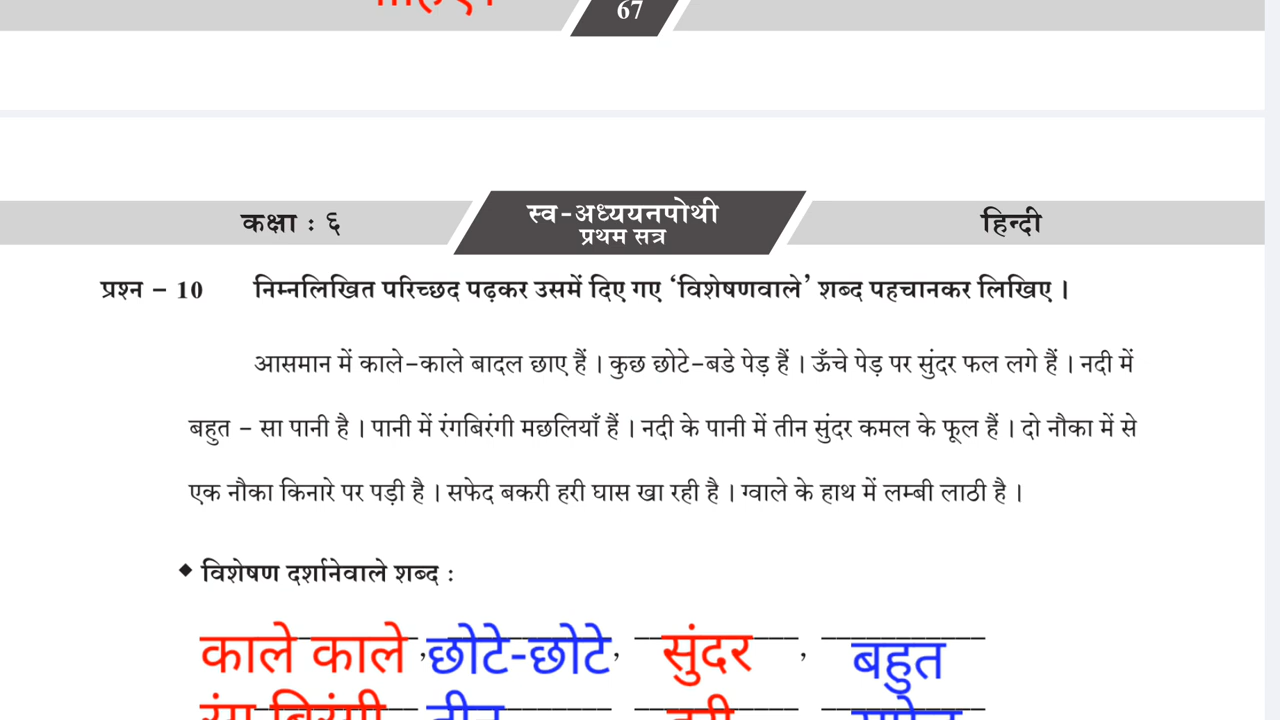 67
कक्षा : ६ स्व-अध्ययनपोथी हिन्दी
प्रथम सत्र
प्रश्न – 10 निम्नलिखित परिच्छद पढ़कर उसमें दिए गए ‘विशेषणवाले’ शब्द पहचानकर लिखिए ।
आसमान में काले-काले बादल छाए हैं । कुछ छोटे-बडे पेड़ हैं । ऊँचे पेड़ पर सुंदर फल लगे हैं । नदी में
बहुत - सा पानी है । पानी में रंगबिरंगी मछलियाँ हैं । नदी के पानी में तीन सुंदर कमल के फूल हैं । दो नौका में से
एक नौका किनारे पर पड़ी है । सफेद बकरी हरी घास खा रही है । ग्वाले के हाथ में लम्बी लाठी है ।
◆ विशेषण दर्शानेवाले शब्द :
काले काले , छोटे-छोटे , सुंदर , बहुत